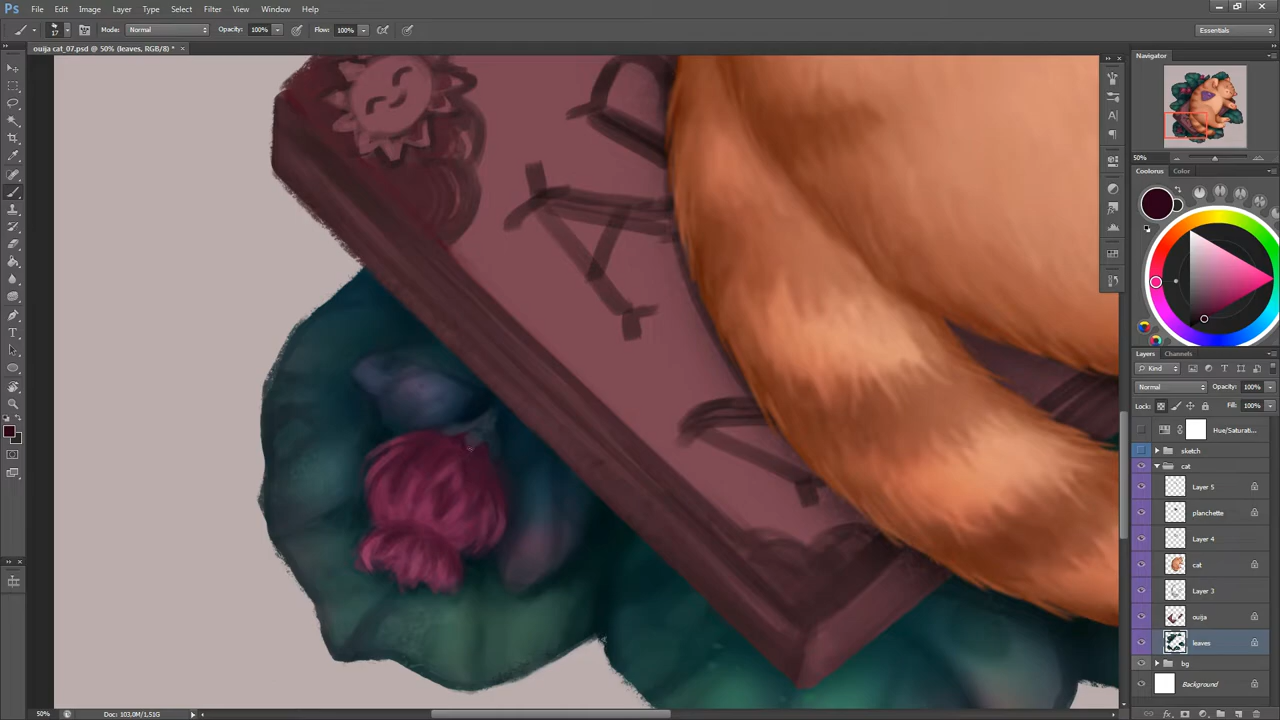 Ps File Edit Image Layer Type Select Filter View Window Help
17 Mode: Normal Opacity: 100% Flow: 100% Essentials
ouija cat_07.psd @ 50% (leaves, RGB/8) *
Navigator
50%
Coolorus Color
Layers Channels
Kind
Normal Opacity: 100%
Lock: Fill: 100%
Hue/Saturati...
sketch
cat
Layer 5
planchette
Layer 4
cat
Layer 3
ouija
leaves
bg
Background
50% Doc: 103.0M/1.51G